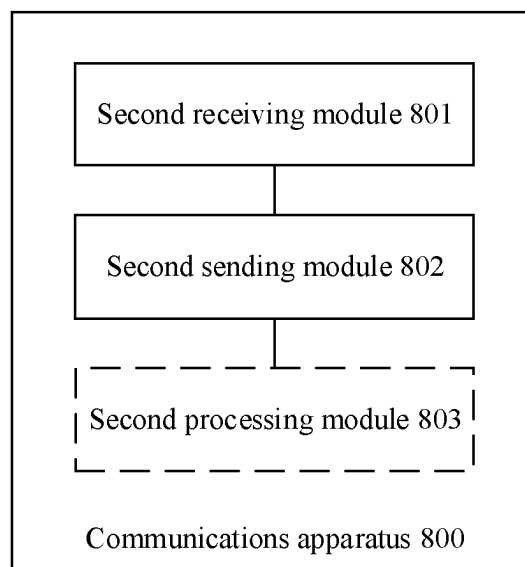 Second receiving module 801
Second sending module 802
Second processing module 803
Communications apparatus 800